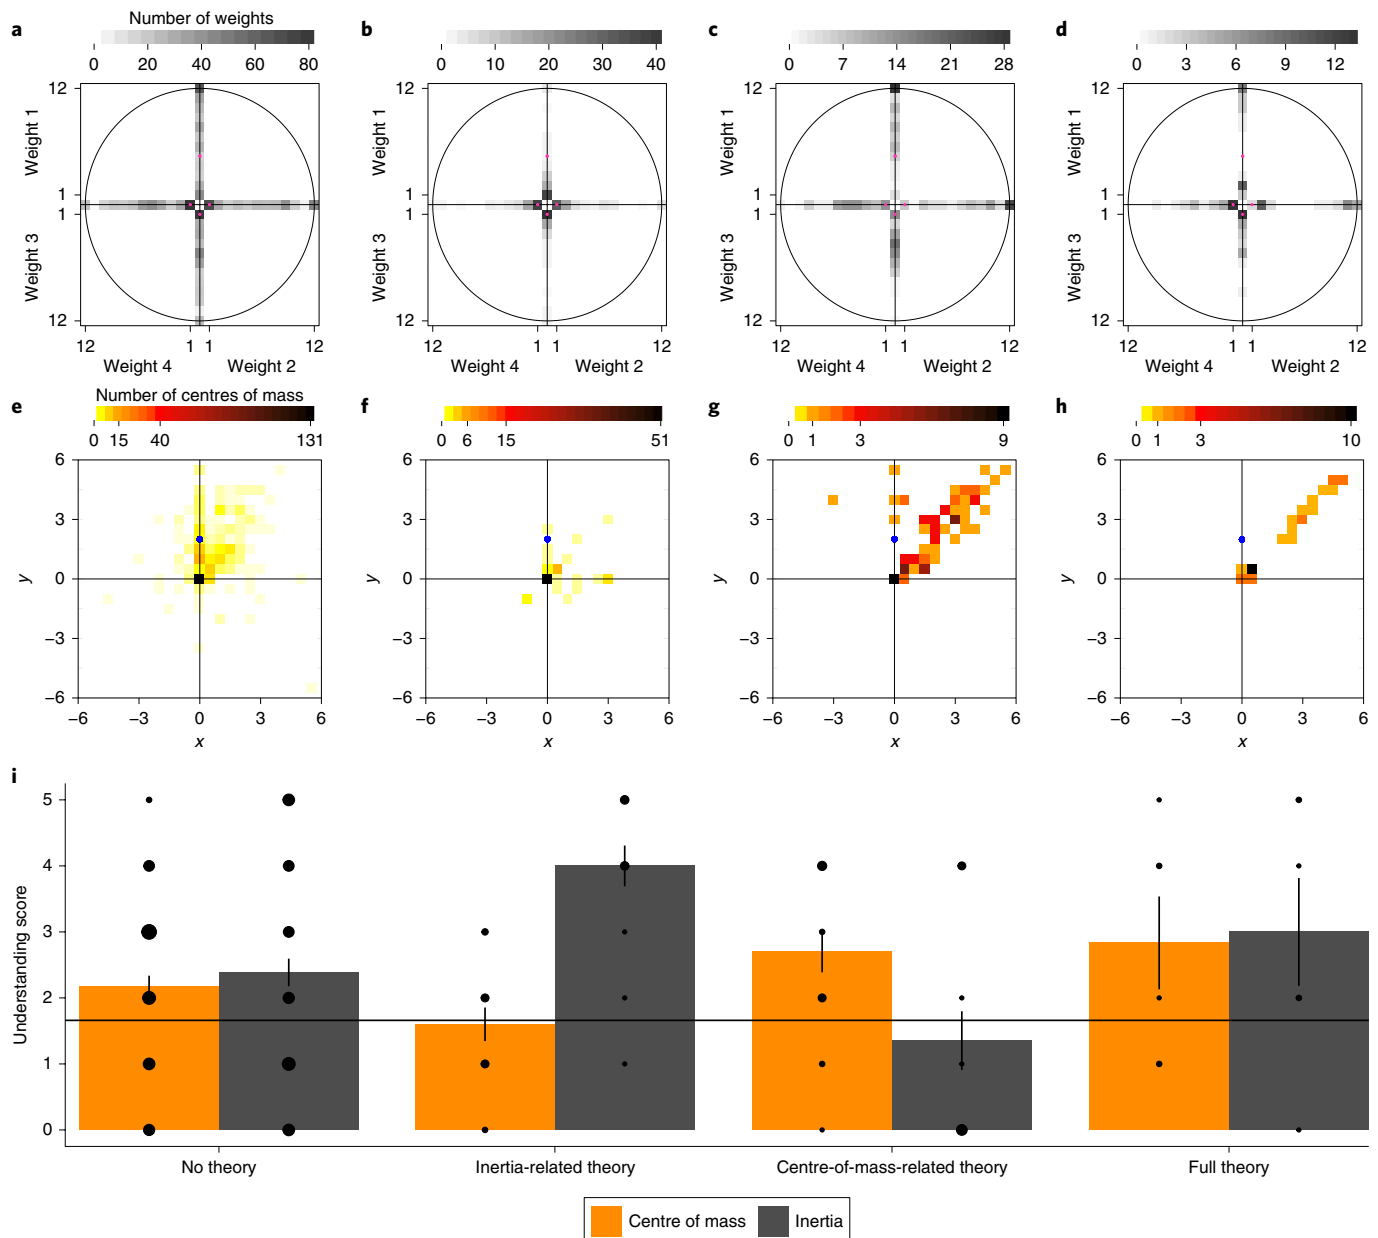 a Number of weights b c d
0 20 40 60 80 0 10 20 30 40 0 7 14 21 28 0 3 6 9 12
12 12 12 12
Weight 1 Weight 1 Weight 1 Weight 1
1 1 1 1
1 1 1 1
Weight 3 Weight 3 Weight 3 Weight 3
12 12 12 12
12 1 1 12 12 1 1 12 12 1 1 12 12 1 1 12
Weight 4 Weight 2 Weight 4 Weight 2 Weight 4 Weight 2 Weight 4 Weight 2
e Number of centres of mass f g h
0 15 40 131 0 6 15 51 0 1 3 9 0 1 3 10
6 6 6 6
3 3 3 3
y 0 y 0 y 0 y 0
−3 −3 −3 −3
−6 −6 −6 −6
−6 −3 0 3 6 −6 −3 0 3 6 −6 −3 0 3 6 −6 −3 0 3 6
x x x x
i
5
4
3
Understanding score
2
1
0
No theory Inertia-related theory Centre-of-mass-related theory Full theory
Centre of mass Inertia